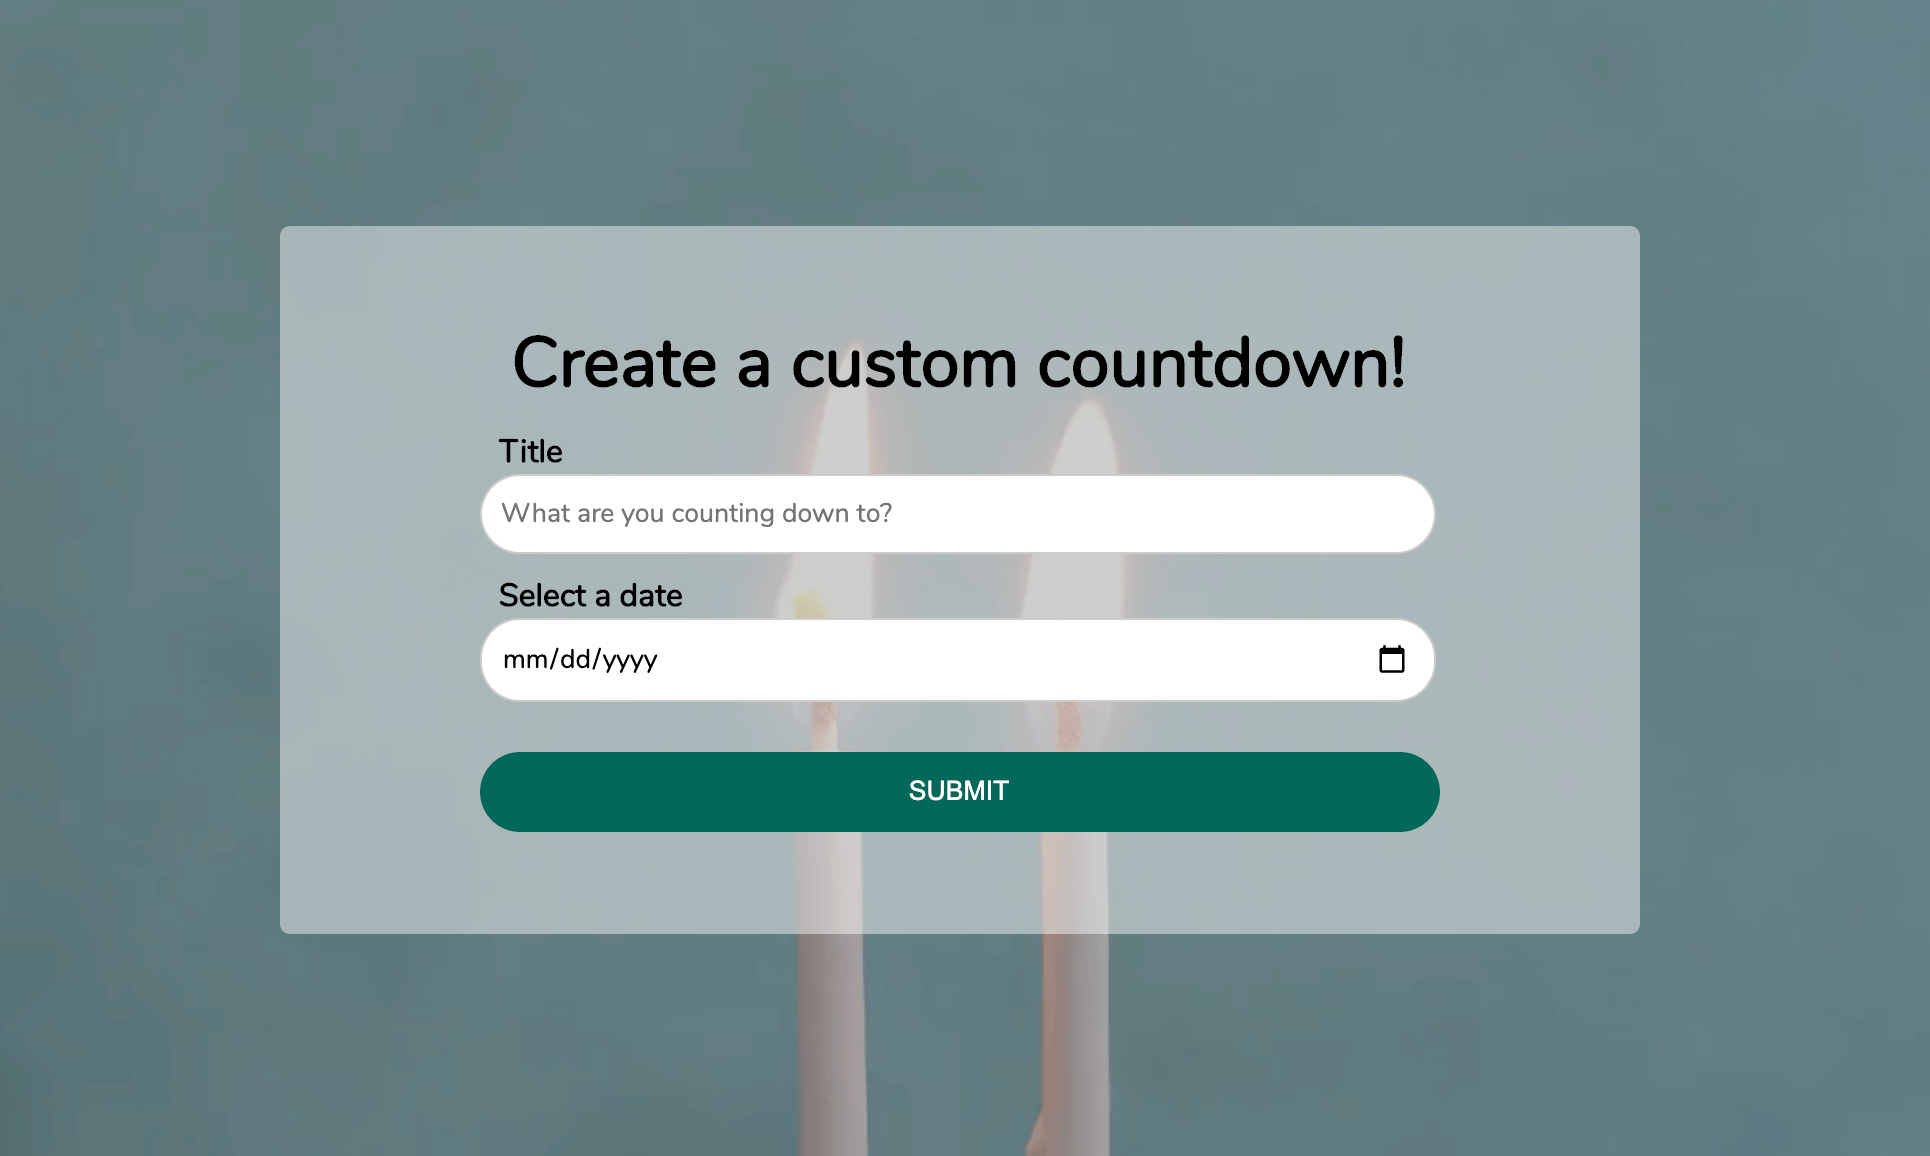 Create a custom countdown!
Title
What are you counting down to?
Select a date
mm/dd/yyyy
SUBMIT